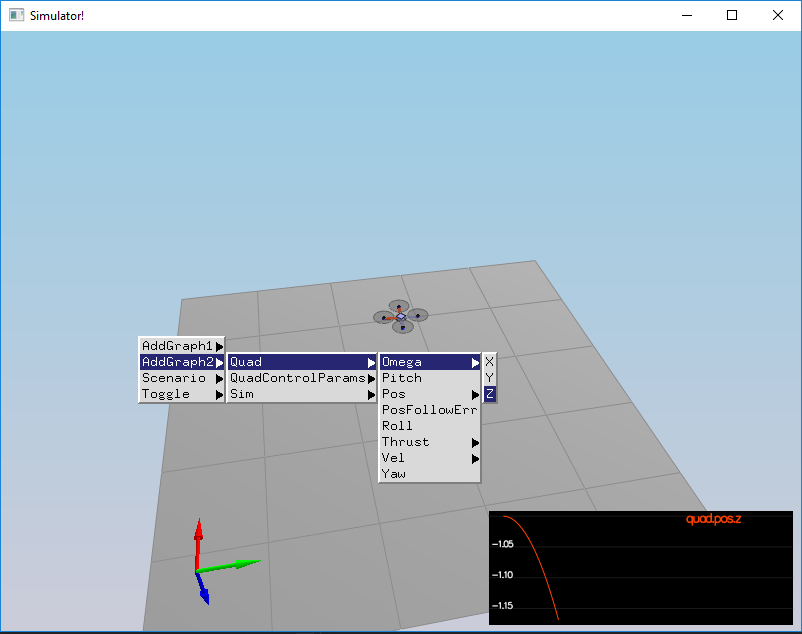 Simulator!
AddGraph1
AddGraph2
Scenario
Toggle
Quad
QuadControlParams
Sim
Omega
Pitch
Pos
PosFollowErr
Roll
Thrust
Vel
Yaw
X
Y
Z
quad.pos.z
-1.05
-1.10
-1.15